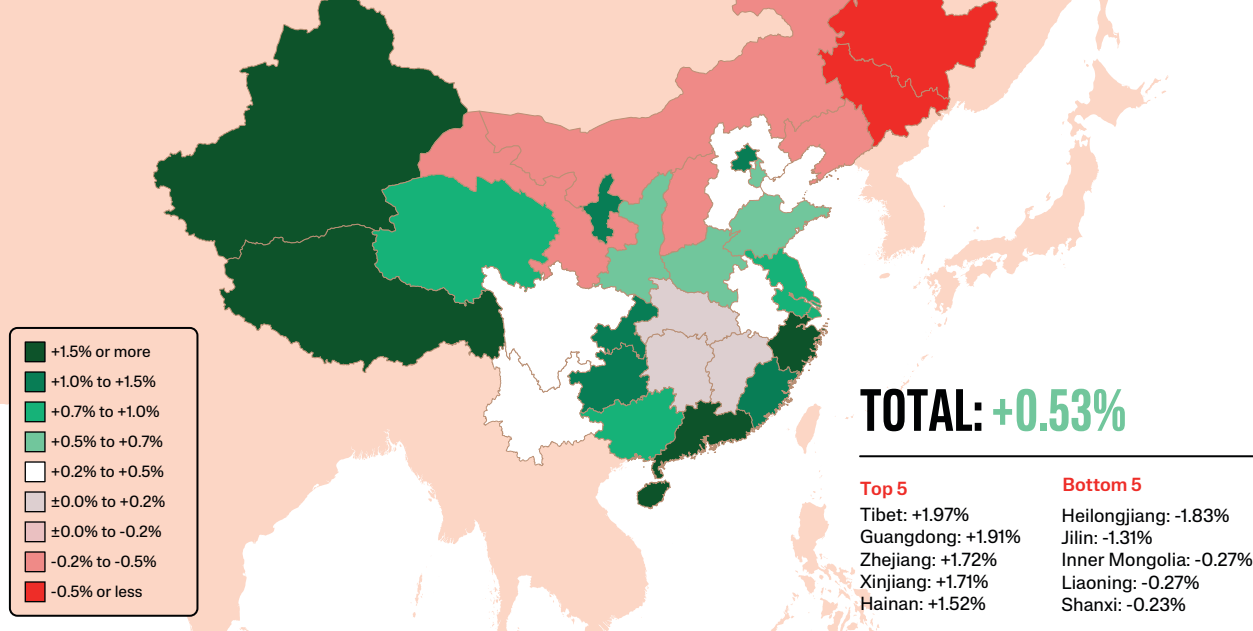 +1.5% or more
+1.0% to +1.5%
+0.7% to +1.0%
+0.5% to +0.7%
+0.2% to +0.5%
±0.0% to +0.2%
±0.0% to -0.2%
-0.2% to -0.5%
-0.5% or less
TOTAL: +0.53%
Top 5
Tibet: +1.97%
Guangdong: +1.91%
Zhejiang: +1.72%
Xinjiang: +1.71%
Hainan: +1.52%
Bottom 5
Heilongjiang: -1.83%
Jilin: -1.31%
Inner Mongolia: -0.27%
Liaoning: -0.27%
Shanxi: -0.23%